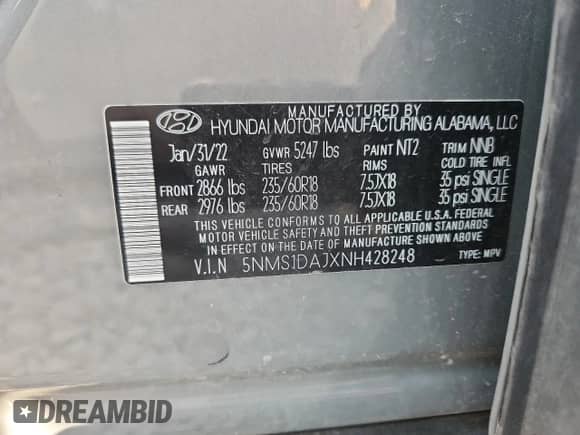 MANUFACTURED BY
HYUNDAI MOTOR MANUFACTURING ALABAMA, LLC
Jan/31/22 GVWR 5247 lbs PAINT NT2 TRIM NNB
GAWR TIRES RIMS COLD TIRE INFL
FRONT 2866 lbs 235/60R18 7.5JX18 35 psi SINGLE
REAR 2976 lbs 235/60R18 7.5JX18 35 psi SINGLE
THIS VEHICLE CONFORMS TO ALL APPLICABLE U.S.A. FEDERAL
MOTOR VEHICLE SAFETY AND THEFT PREVENTION STANDARDS
IN EFFECT ON THE DATE OF MANUFACTURE SHOWN ABOVE.
V.I.N 5NMS1DAJXNH428248 TYPE: MPV
DREAMBID